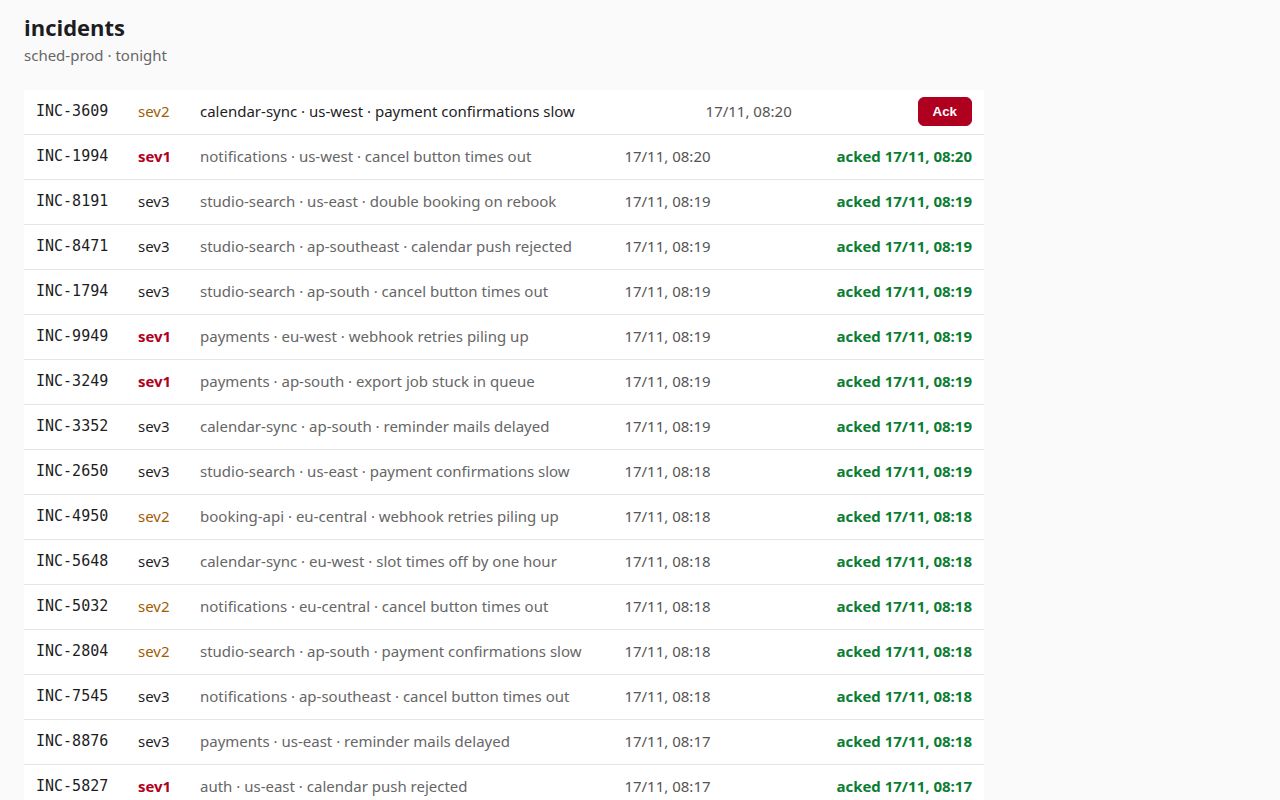 incidents
sched-prod · tonight
INC-3609 sev2 calendar-sync · us-west · payment confirmations slow 17/11, 08:20 Ack
INC-1994 sev1 notifications · us-west · cancel button times out 17/11, 08:20 acked 17/11, 08:20
INC-8191 sev3 studio-search · us-east · double booking on rebook 17/11, 08:19 acked 17/11, 08:19
INC-8471 sev3 studio-search · ap-southeast · calendar push rejected 17/11, 08:19 acked 17/11, 08:19
INC-1794 sev3 studio-search · ap-south · cancel button times out 17/11, 08:19 acked 17/11, 08:19
INC-9949 sev1 payments · eu-west · webhook retries piling up 17/11, 08:19 acked 17/11, 08:19
INC-3249 sev1 payments · ap-south · export job stuck in queue 17/11, 08:19 acked 17/11, 08:19
INC-3352 sev3 calendar-sync · ap-south · reminder mails delayed 17/11, 08:19 acked 17/11, 08:19
INC-2650 sev3 studio-search · us-east · payment confirmations slow 17/11, 08:18 acked 17/11, 08:19
INC-4950 sev2 booking-api · eu-central · webhook retries piling up 17/11, 08:18 acked 17/11, 08:18
INC-5648 sev3 calendar-sync · eu-west · slot times off by one hour 17/11, 08:18 acked 17/11, 08:18
INC-5032 sev2 notifications · eu-central · cancel button times out 17/11, 08:18 acked 17/11, 08:18
INC-2804 sev2 studio-search · ap-south · payment confirmations slow 17/11, 08:18 acked 17/11, 08:18
INC-7545 sev3 notifications · ap-southeast · cancel button times out 17/11, 08:18 acked 17/11, 08:18
INC-8876 sev3 payments · us-east · reminder mails delayed 17/11, 08:17 acked 17/11, 08:18
INC-5827 sev1 auth · us-east · calendar push rejected 17/11, 08:17 acked 17/11, 08:17